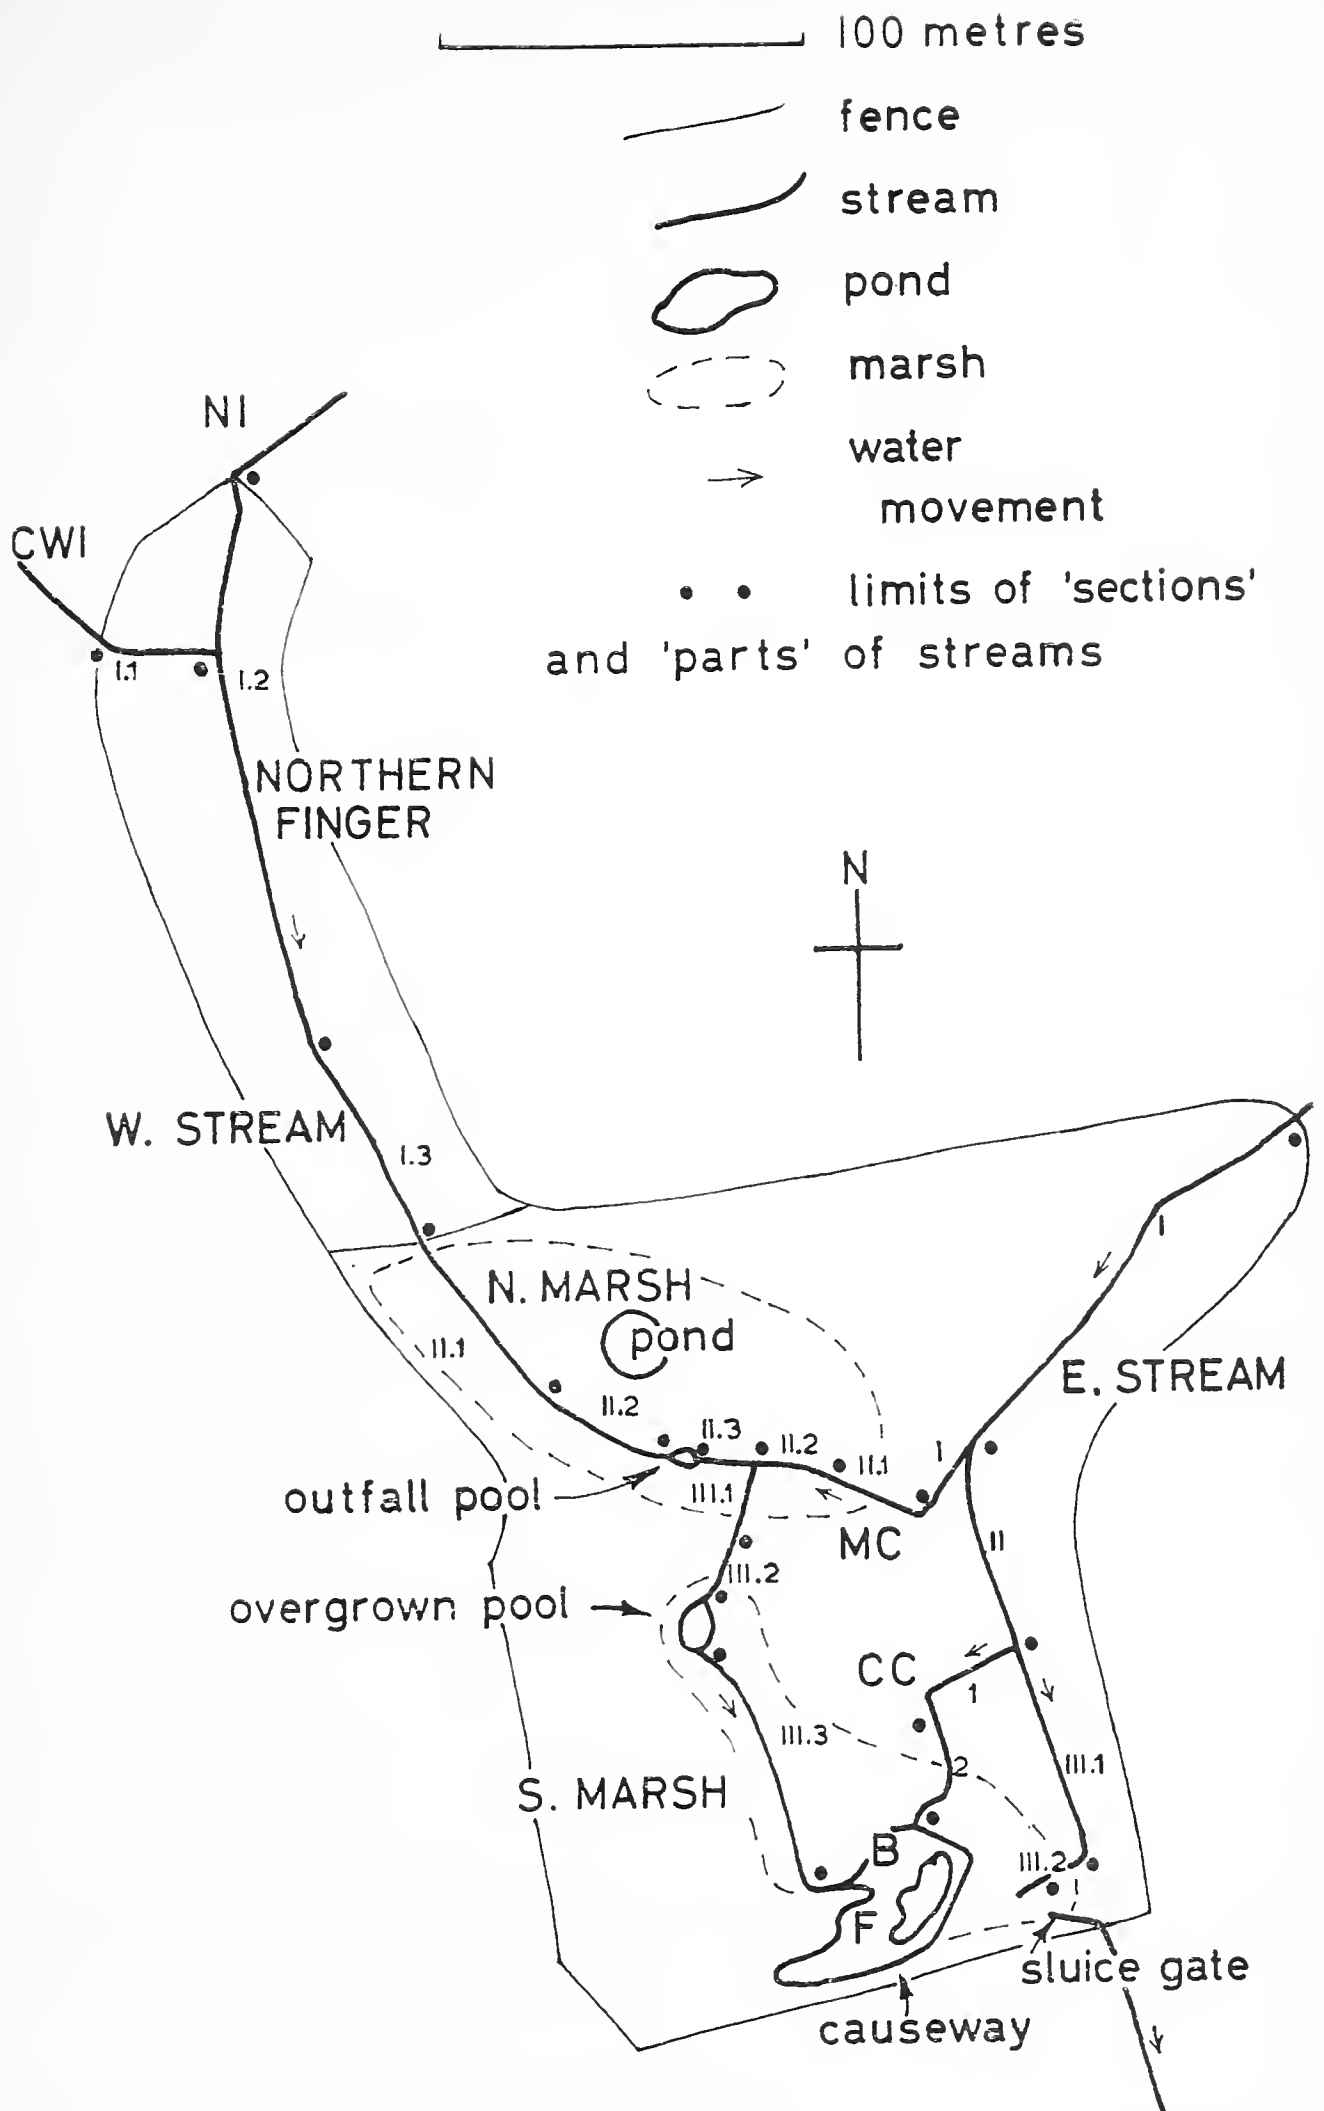 100 metres
fence
stream
pond
marsh
water
movement
limits of 'sections'
and 'parts' of streams
NI
CWI
I.1
I.2
NORTHERN
FINGER
N
W. STREAM
I.3
I
N. MARSH
pond
II.1
E. STREAM
II.2
II.3
II.2
II.1
I
outfall pool
III.1
MC
II
III.2
overgrown pool
CC
1
III.3
2
III.1
S. MARSH
B
III.2
F
sluice gate
causeway